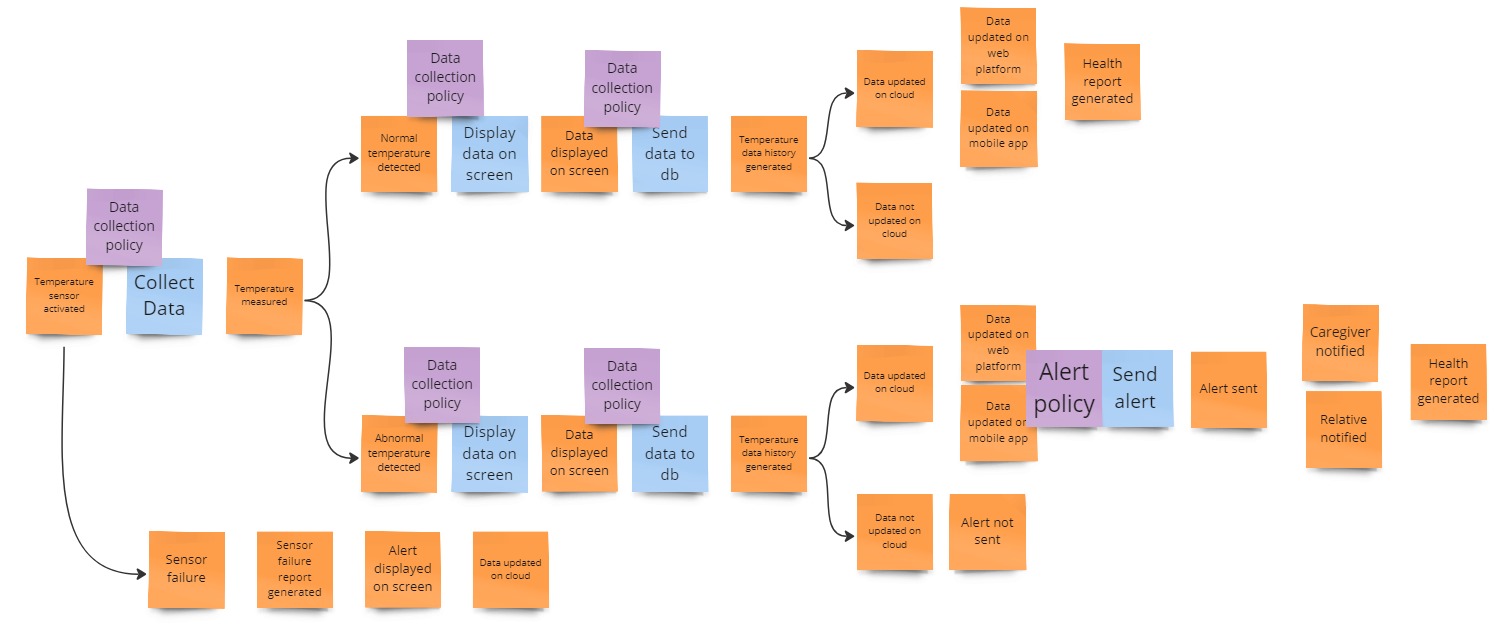 Data
collection
policy
Temperature
sensor
activated
Collect
Data
Temperature
measured
Data
collection
policy
Normal
temperature
detected
Display
data on
screen
Data
collection
policy
Data
displayed
on screen
Send
data to
db
Temperature
data history
generated
Data updated
on cloud
Data
updated on
web
platform
Data
updated on
mobile app
Health
report
generated
Data not
updated on
cloud
Data
collection
policy
Abnormal
temperature
detected
Display
data on
screen
Data
collection
policy
Data
displayed
on screen
Send
data to
db
Temperature
data history
generated
Data updated
on cloud
Data
updated on
web
platform
Data
updated on
mobile app
Alert
policy
Send
alert
Alert sent
Caregiver
notified
Relative
notified
Health
report
generated
Data not
updated on
cloud
Alert not
sent
Sensor
failure
Sensor
failure
report
generated
Alert
displayed
on screen
Data updated
on cloud